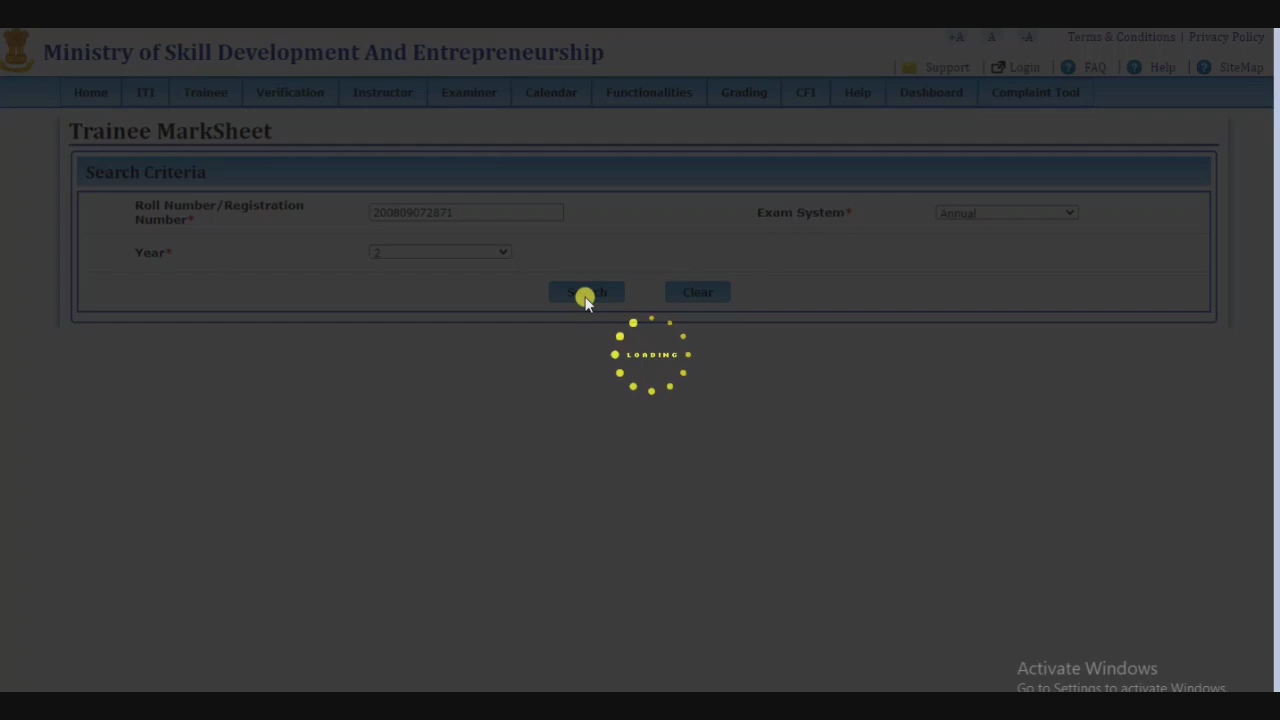 +A A -A Terms & Conditions | Privacy Policy
Ministry of Skill Development And Entrepreneurship
| Support | Login | FAQ | Help | SiteMap
Home ITI Trainee Verification Instructor Examiner Calendar Functionalities Grading CFI Help Dashboard Complaint Tool
Trainee MarkSheet
Search Criteria
Roll Number/Registration
Number* 200809072871 Exam System* Annual
Year* 2
Search Clear
LOADING
Activate Windows
Go to Settings to activate Windows.